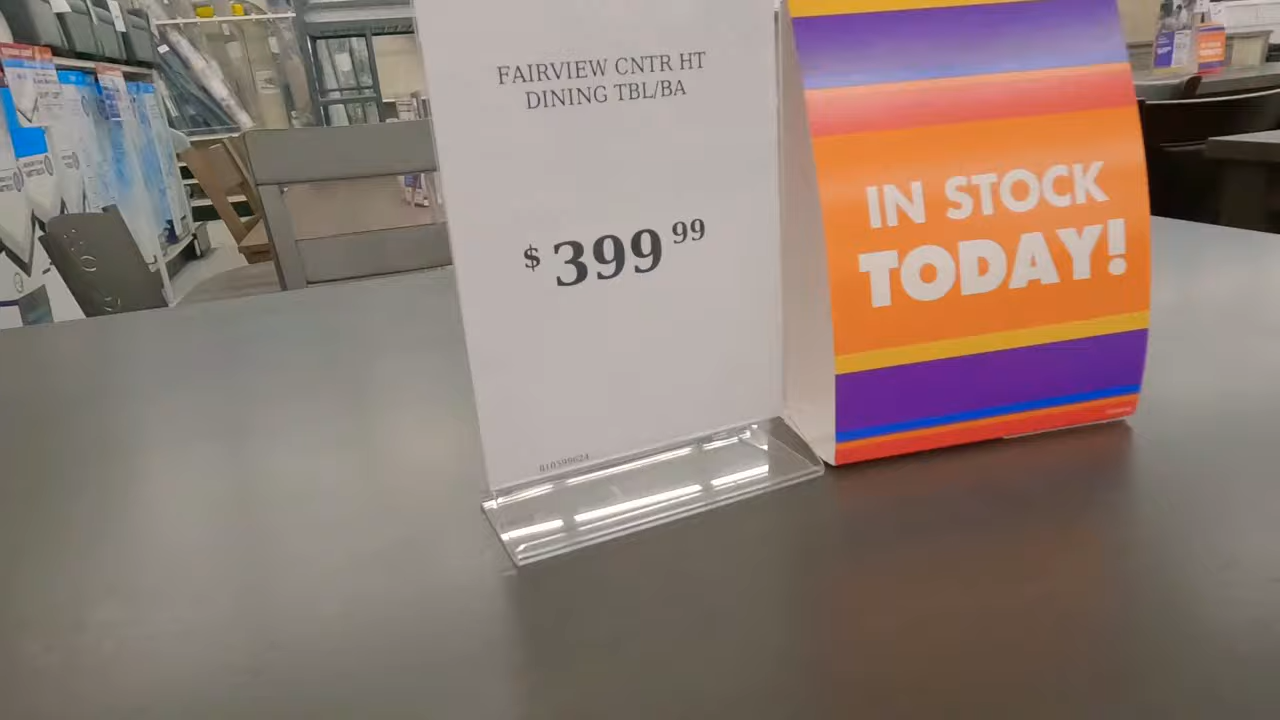 FAIRVIEW CNTR HT
DINING TBL/BA
$ 399 99
IN STOCK
TODAY!